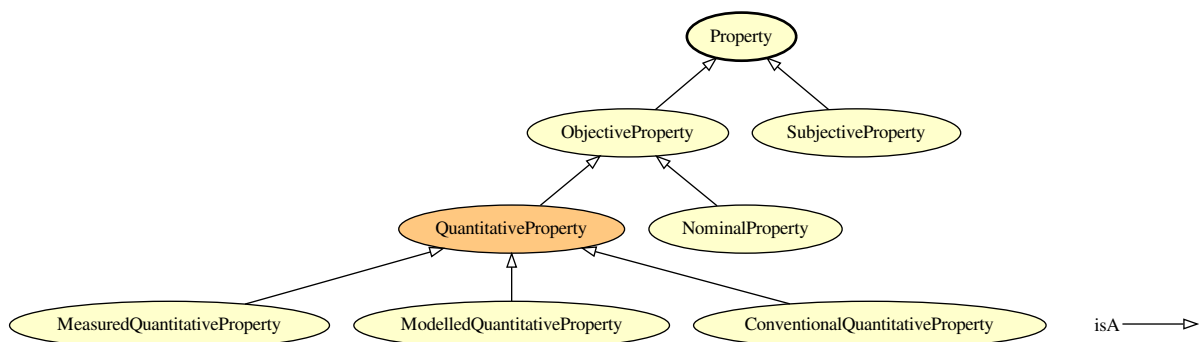 Property
ObjectiveProperty
SubjectiveProperty
QuantitativeProperty
NominalProperty
MeasuredQuantitativeProperty
ModelledQuantitativeProperty
ConventionalQuantitativeProperty
isA